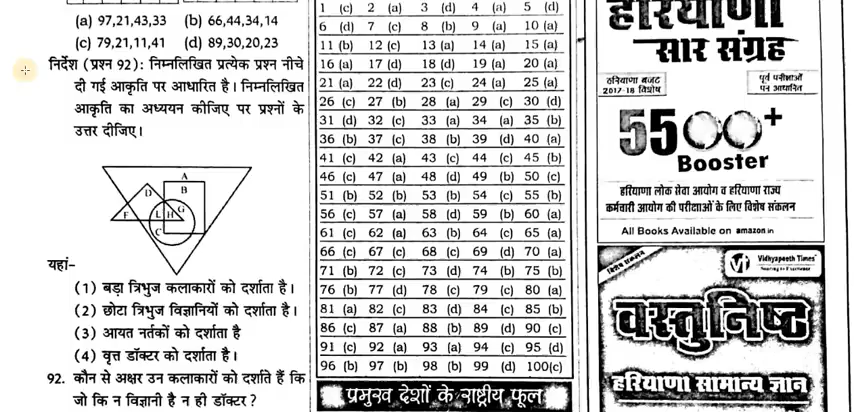 (a) 97,21,43,33 (b) 66,44,34,14
(c) 79,21,11,41 (d) 89,30,20,23
निर्देश (प्रश्न 92): निम्नलिखित प्रत्येक प्रश्न नीचे
दी गई आकृति पर आधारित है। निम्नलिखित
आकृति का अध्ययन कीजिए पर प्रश्नों के
उत्तर दीजिए।
A
B
D
G
F
L
H
C
यहां–
(1) बड़ा त्रिभुज कलाकारों को दर्शाता है।
(2) छोटा त्रिभुज विज्ञानियों को दर्शाता है।
(3) आयत नर्तकों को दर्शाता है
(4) वृत्त डॉक्टर को दर्शाता है।
92. कौन से अक्षर उन कलाकारों को दर्शाते हैं कि
जो कि न विज्ञानी है न ही डॉक्टर ?
1 (c) 2 (a) 3 (d) 4 (a) 5 (d)
6 (d) 7 (c) 8 (b) 9 (a) 10 (a)
11 (b) 12 (c) 13 (a) 14 (a) 15 (a)
16 (a) 17 (d) 18 (d) 19 (a) 20 (a)
21 (a) 22 (d) 23 (c) 24 (a) 25 (a)
26 (c) 27 (b) 28 (a) 29 (c) 30 (d)
31 (d) 32 (c) 33 (a) 34 (a) 35 (b)
36 (b) 37 (c) 38 (b) 39 (d) 40 (a)
41 (c) 42 (a) 43 (c) 44 (c) 45 (b)
46 (c) 47 (a) 48 (d) 49 (b) 50 (c)
51 (b) 52 (b) 53 (b) 54 (c) 55 (b)
56 (c) 57 (a) 58 (d) 59 (b) 60 (a)
61 (c) 62 (a) 63 (b) 64 (c) 65 (a)
66 (c) 67 (c) 68 (c) 69 (d) 70 (a)
71 (b) 72 (c) 73 (d) 74 (b) 75 (b)
76 (b) 77 (d) 78 (c) 79 (c) 80 (a)
81 (a) 82 (c) 83 (d) 84 (c) 85 (b)
86 (c) 87 (a) 88 (b) 89 (d) 90 (c)
91 (c) 92 (a) 93 (a) 94 (c) 95 (d)
96 (b) 97 (b) 98 (b) 99 (d) 100(c)
प्रमुख देशों के राष्ट्रीय फूल
हरियाणा
सार संग्रह
हरियाणा बजट
2017-18 विशेष
पूर्व परीक्षाओं
पर आधारित
5500+
Booster
हरियाणा लोक सेवा आयोग व हरियाणा राज्य
कर्मचारी आयोग की परीक्षाओं के लिए विशेष संकलन
All Books Available on amazon.in
Vidhyapeeth Times
वस्तुनिष्ठ
हरियाणा सामान्य ज्ञान